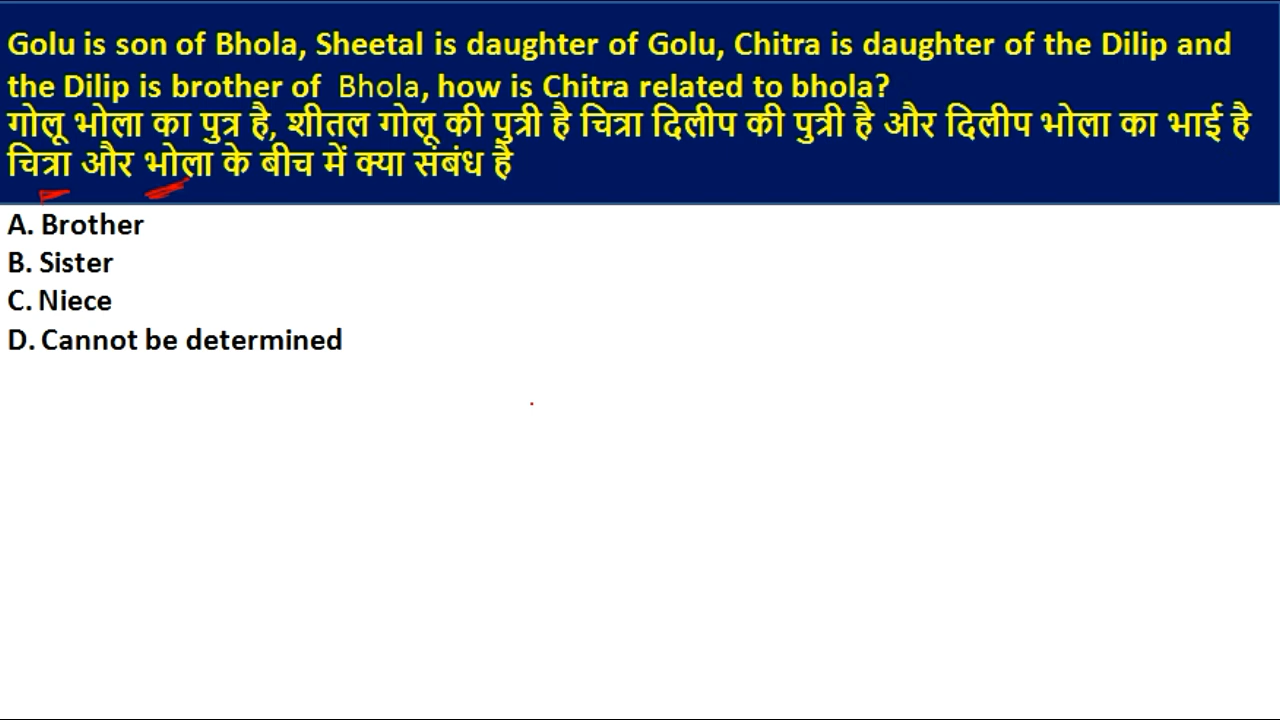 Golu is son of Bhola, Sheetal is daughter of Golu, Chitra is daughter of the Dilip and
the Dilip is brother of Bhola, how is Chitra related to bhola?
गोलू भोला का पुत्र है, शीतल गोलू की पुत्री है चित्रा दिलीप की पुत्री है और दिलीप भोला का भाई है
चित्रा और भोला के बीच में क्या संबंध है
A. Brother
B. Sister
C. Niece
D. Cannot be determined